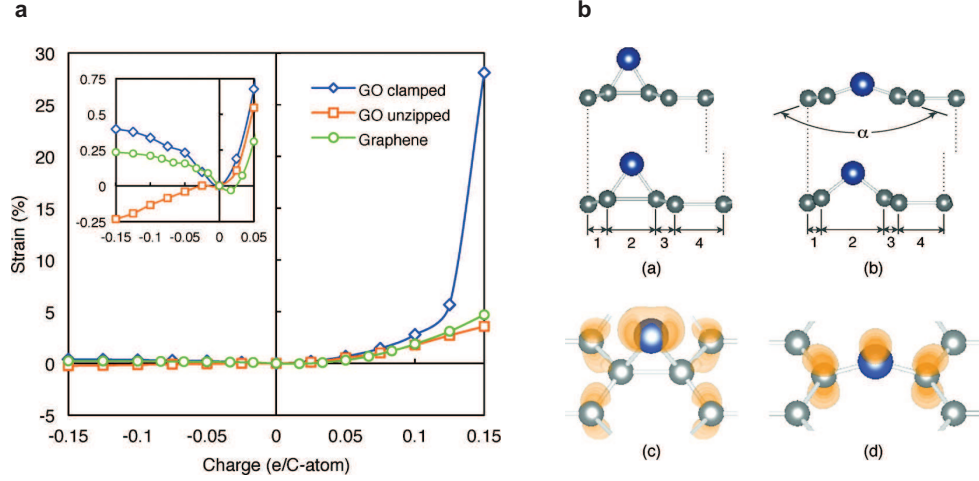 a
b
30
25
20
15
10
5
0
-5
Strain (%)
-0.15
-0.1
-0.05
0
0.05
0.1
0.15
Charge (e/C-atom)
GO clamped
GO unzipped
Graphene
0.75
0.5
0.25
0
-0.25
-0.15
-0.1
-0.05
0
0.05
α
1 2 3 4
1 2 3 4
(a)
(b)
(c)
(d)